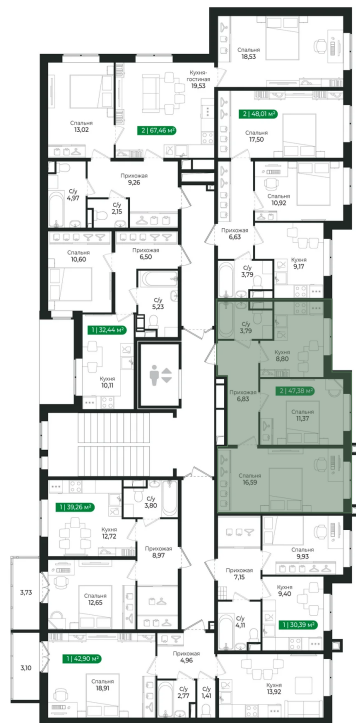 Спальня
18,53
Кухня-
гостиная
19,53
Спальня
13,02
2 | 67,46 м²
2 | 48,01 м²
Спальня
17,50
Прихожая
9,26
С/у
4,97
С/у
2,15
Спальня
10,92
Прихожая
6,63
Спальня
10,60
Прихожая
6,50
С/у
3,79
Кухня
9,17
С/у
5,23
1 | 32,44 м²
Кухня
10,11
С/у
3,79
Кухня
8,80
2 | 47,38 м²
Прихожая
6,83
Спальня
11,37
Спальня
16,59
1 | 39,26 м²
С/у
3,80
Кухня
12,72
Прихожая
8,97
Спальня
9,93
Прихожая
7,15
3,73
Спальня
12,65
Кухня
9,40
С/у
4,11
1 | 30,39 м²
3,10
1 | 42,90 м²
Прихожая
4,96
Спальня
18,91
С/у
2,77
С/у
1,41
Кухня
13,92